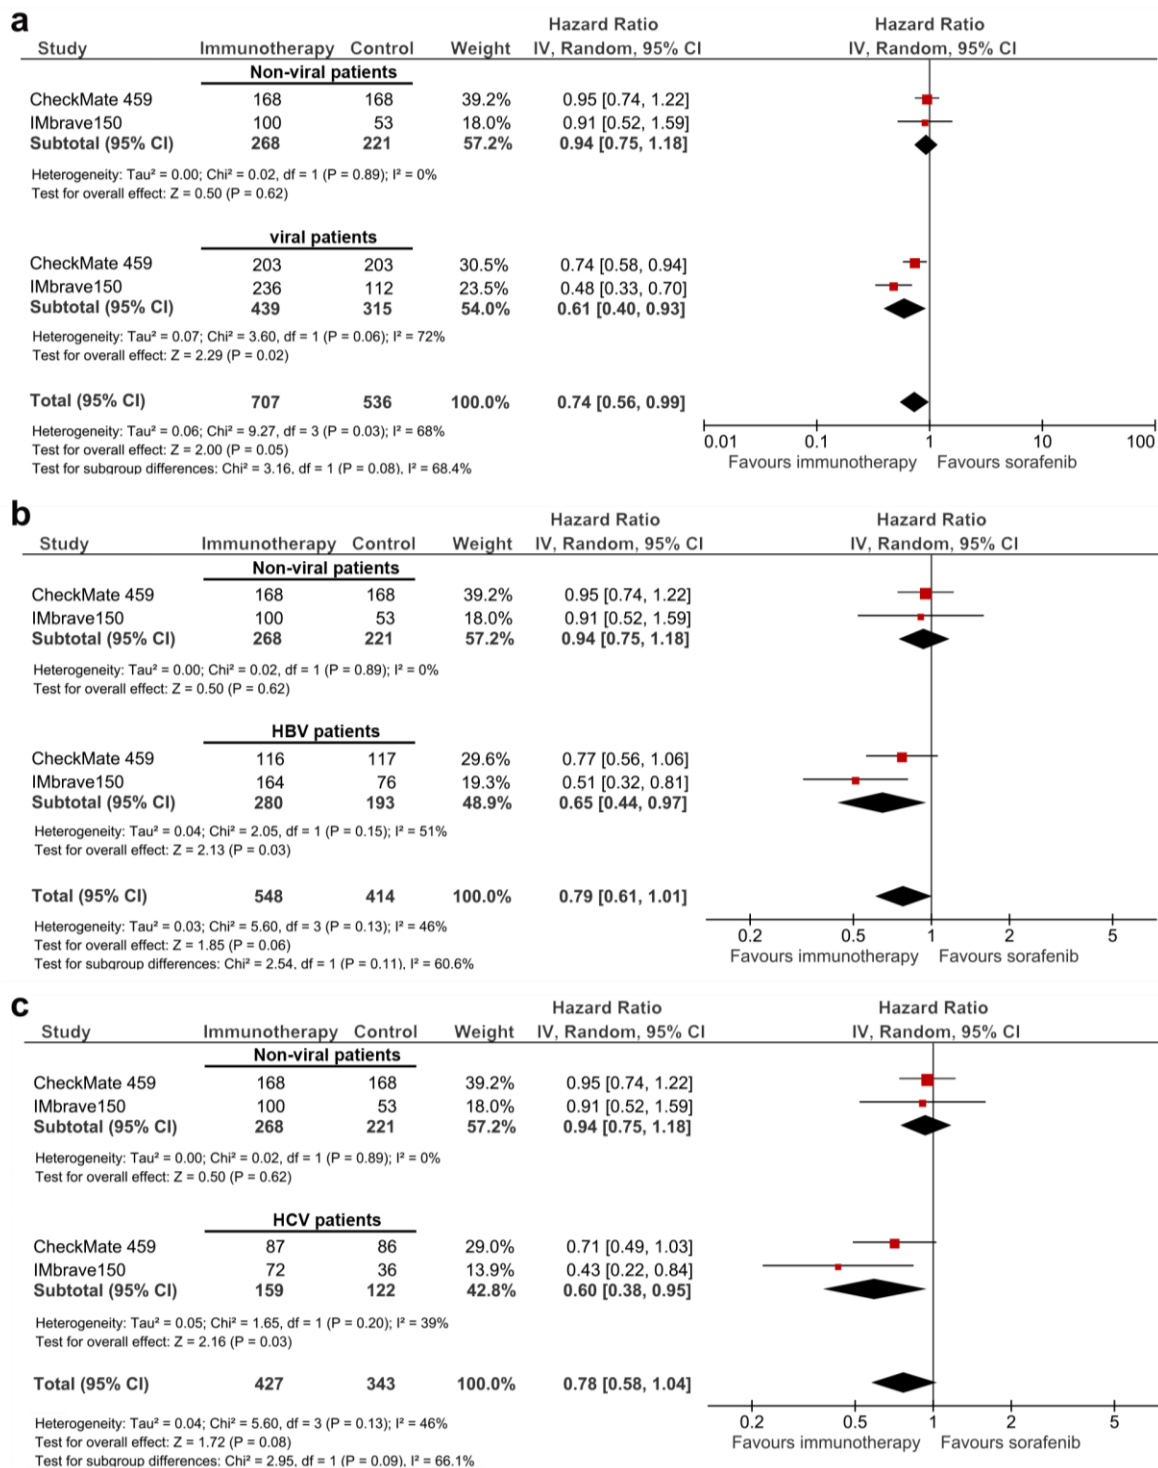 a
Hazard Ratio Hazard Ratio
Study Immunotherapy Control Weight IV, Random, 95% CI IV, Random, 95% CI
Non-viral patients
CheckMate 459 168 168 39.2% 0.95 [0.74, 1.22]
IMbrave150 100 53 18.0% 0.91 [0.52, 1.59]
Subtotal (95% CI) 268 221 57.2% 0.94 [0.75, 1.18]
Heterogeneity: Tau² = 0.00; Chi² = 0.02, df = 1 (P = 0.89); I² = 0%
Test for overall effect: Z = 0.50 (P = 0.62)
viral patients
CheckMate 459 203 203 30.5% 0.74 [0.58, 0.94]
IMbrave150 236 112 23.5% 0.48 [0.33, 0.70]
Subtotal (95% CI) 439 315 54.0% 0.61 [0.40, 0.93]
Heterogeneity: Tau² = 0.07; Chi² = 3.60, df = 1 (P = 0.06); I² = 72%
Test for overall effect: Z = 2.29 (P = 0.02)
Total (95% CI) 707 536 100.0% 0.74 [0.56, 0.99]
Heterogeneity: Tau² = 0.06; Chi² = 9.27, df = 3 (P = 0.03); I² = 68%
Test for overall effect: Z = 2.00 (P = 0.05)
Test for subgroup differences: Chi² = 3.16, df = 1 (P = 0.08), I² = 68.4%
0.01 0.1 1 10 100
Favours immunotherapy Favours sorafenib
b
Hazard Ratio Hazard Ratio
Study Immunotherapy Control Weight IV, Random, 95% CI IV, Random, 95% CI
Non-viral patients
CheckMate 459 168 168 39.2% 0.95 [0.74, 1.22]
IMbrave150 100 53 18.0% 0.91 [0.52, 1.59]
Subtotal (95% CI) 268 221 57.2% 0.94 [0.75, 1.18]
Heterogeneity: Tau² = 0.00; Chi² = 0.02, df = 1 (P = 0.89); I² = 0%
Test for overall effect: Z = 0.50 (P = 0.62)
HBV patients
CheckMate 459 116 117 29.6% 0.77 [0.56, 1.06]
IMbrave150 164 76 19.3% 0.51 [0.32, 0.81]
Subtotal (95% CI) 280 193 48.9% 0.65 [0.44, 0.97]
Heterogeneity: Tau² = 0.04; Chi² = 2.05, df = 1 (P = 0.15); I² = 51%
Test for overall effect: Z = 2.13 (P = 0.03)
Total (95% CI) 548 414 100.0% 0.79 [0.61, 1.01]
Heterogeneity: Tau² = 0.03; Chi² = 5.60, df = 3 (P = 0.13); I² = 46%
Test for overall effect: Z = 1.85 (P = 0.06)
Test for subgroup differences: Chi² = 2.54, df = 1 (P = 0.11), I² = 60.6%
0.2 0.5 1 2 5
Favours immunotherapy Favours sorafenib
c
Hazard Ratio Hazard Ratio
Study Immunotherapy Control Weight IV, Random, 95% CI IV, Random, 95% CI
Non-viral patients
CheckMate 459 168 168 39.2% 0.95 [0.74, 1.22]
IMbrave150 100 53 18.0% 0.91 [0.52, 1.59]
Subtotal (95% CI) 268 221 57.2% 0.94 [0.75, 1.18]
Heterogeneity: Tau² = 0.00; Chi² = 0.02, df = 1 (P = 0.89); I² = 0%
Test for overall effect: Z = 0.50 (P = 0.62)
HCV patients
CheckMate 459 87 86 29.0% 0.71 [0.49, 1.03]
IMbrave150 72 36 13.9% 0.43 [0.22, 0.84]
Subtotal (95% CI) 159 122 42.8% 0.60 [0.38, 0.95]
Heterogeneity: Tau² = 0.05; Chi² = 1.65, df = 1 (P = 0.20); I² = 39%
Test for overall effect: Z = 2.16 (P = 0.03)
Total (95% CI) 427 343 100.0% 0.78 [0.58, 1.04]
Heterogeneity: Tau² = 0.04; Chi² = 5.60, df = 3 (P = 0.13); I² = 46%
Test for overall effect: Z = 1.72 (P = 0.08)
Test for subgroup differences: Chi² = 2.95, df = 1 (P = 0.09), I² = 66.1%
0.2 0.5 1 2 5
Favours immunotherapy Favours sorafenib